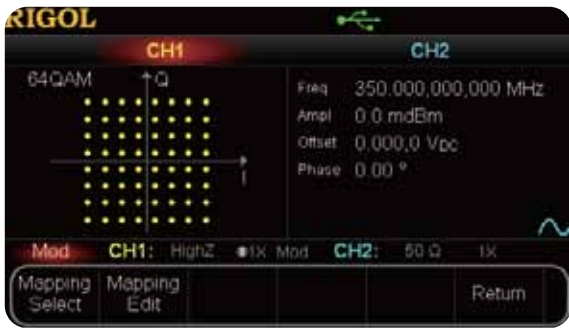 RIGOL
CH1
CH2
64QAM
Q
I
Freq 350.000,000,000 MHz
Ampl 0.0 mdBm
Offset 0.000,0 VDC
Phase 0.00 °
Mod CH1: HighZ 1X Mod CH2: 50 Ω 1X
Mapping Select
Mapping Edit
Return